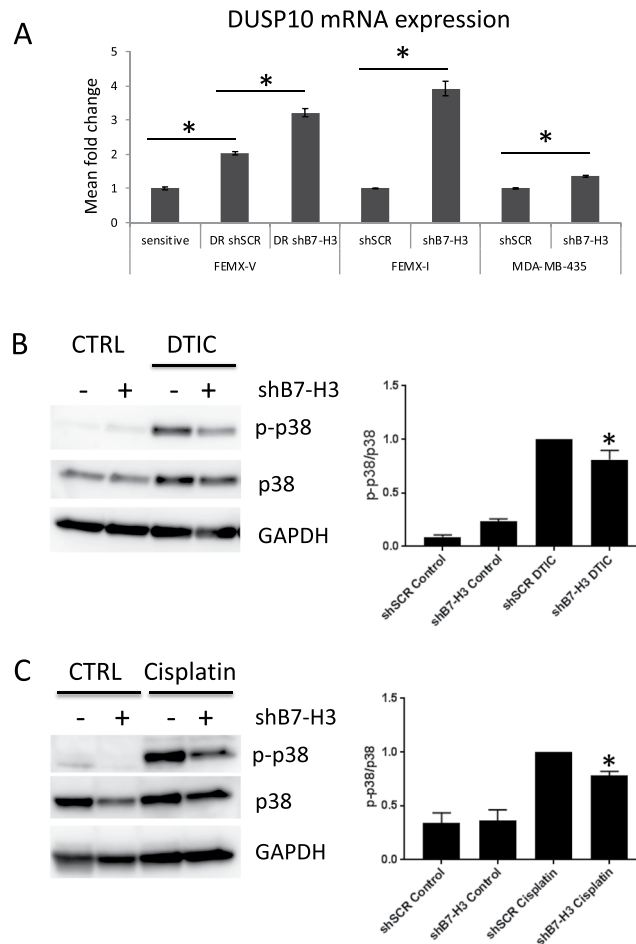 A
DUSP10 mRNA expression
Mean fold change
5
4
3
2
1
0
*
*
*
*
sensitive DR shSCR DR shB7-H3 shSCR shB7-H3 shSCR shB7-H3
FEMX-V FEMX-I MDA-MB-435
B
CTRL DTIC
- + - + shB7-H3
p-p38
p38
GAPDH
p-p38/p38
1.5
1.0
0.5
0.0
*
shSCR Control
shB7-H3 Control
shSCR DTIC
shB7-H3 DTIC
C
CTRL Cisplatin
- + - + shB7-H3
p-p38
p38
GAPDH
p-p38/p38
1.5
1.0
0.5
0.0
*
shSCR Control
shB7-H3 Control
shSCR Cisplatin
shB7-H3 Cisplatin